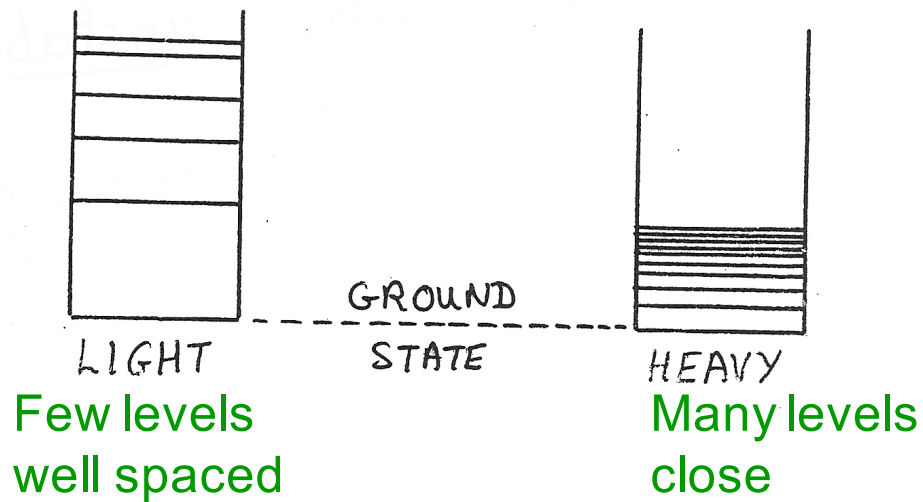 GROUND
STATE
LIGHT
HEAVY
Few levels
well spaced
Many levels
close